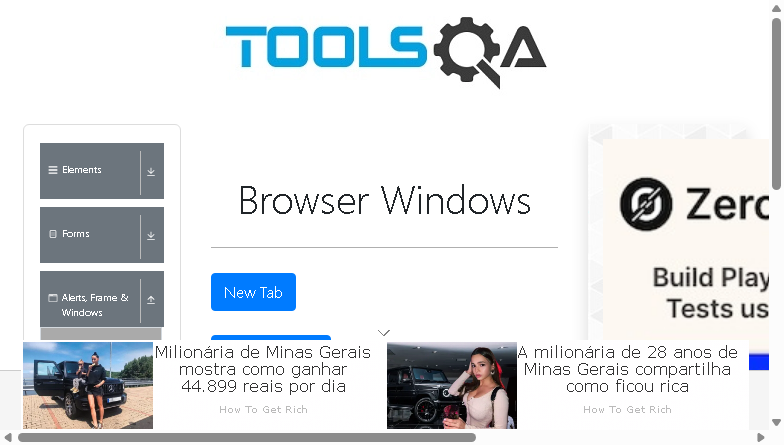 TOOLSQA
Elements
Forms
Alerts, Frame &
Windows
Browser Windows
New Tab
Zero
Build Play
Tests us
Milionária de Minas Gerais
mostra como ganhar
44.899 reais por dia
How To Get Rich
A milionária de 28 anos de
Minas Gerais compartilha
como ficou rica
How To Get Rich